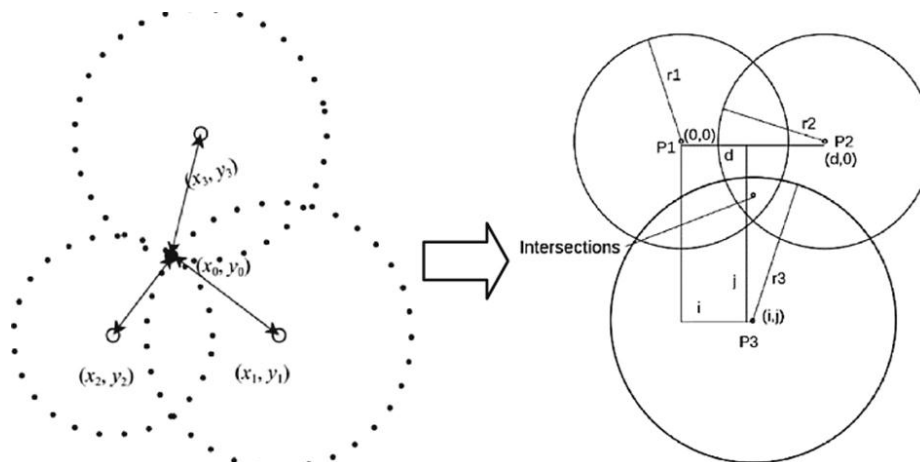 (x₃, y₃)
(x₀, y₀)
(x₂, y₂)
(x₁, y₁)
r1
r2
(0,0)
P1
P2
d
(d,0)
Intersections
j
r3
i
(i,j)
P3